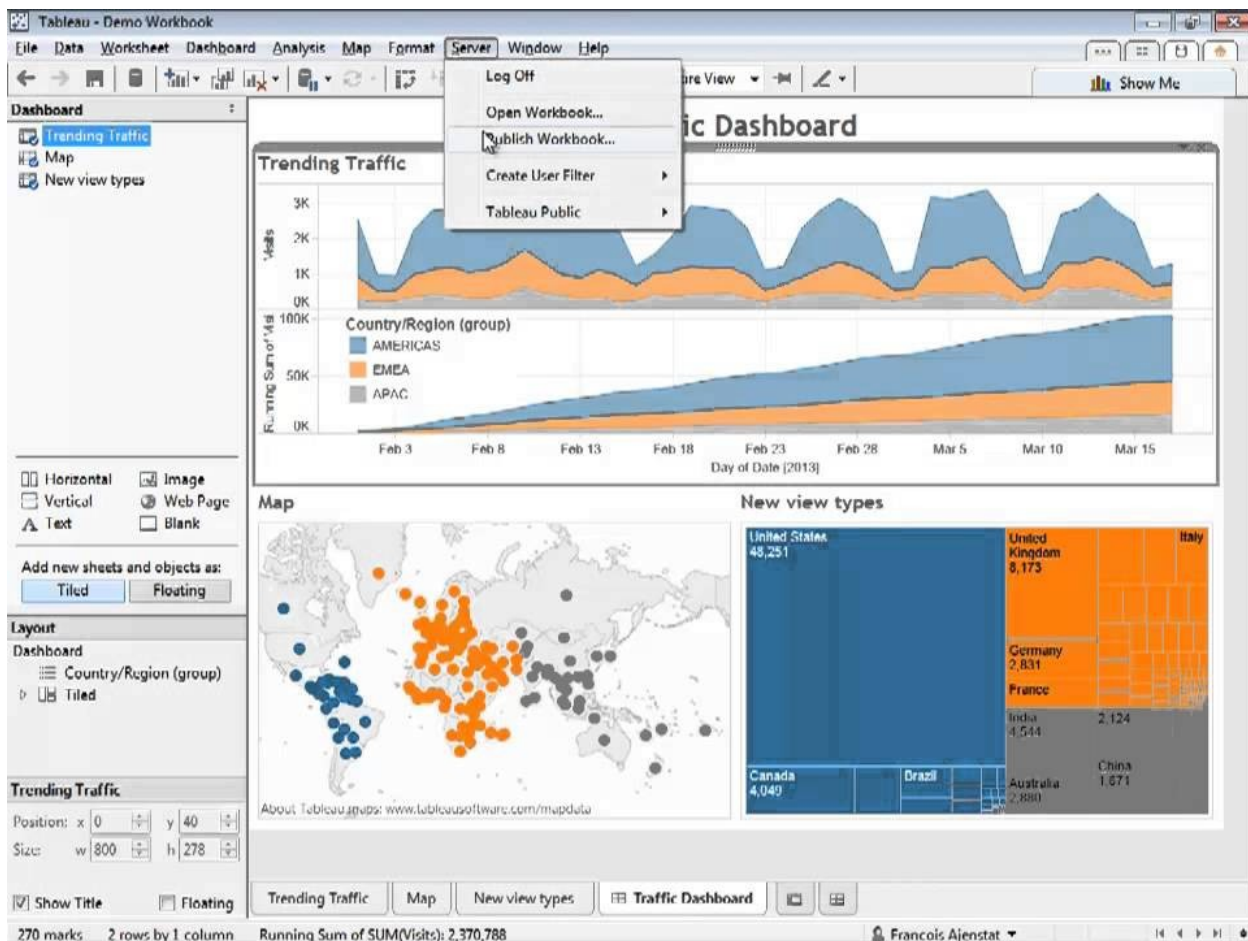 Tableau - Demo Workbook
File Data Worksheet Dashboard Analysis Map Format Server Window Help
Show Me
Log Off
Open Workbook...
Publish Workbook...
Create User Filter
Tableau Public
Dashboard
Trending Traffic
Map
New view types
Horizontal Image
Vertical Web Page
Text Blank
Add new sheets and objects as:
Tiled Floating
Layout
Dashboard
Country/Region (group)
Tiled
Trending Traffic
Position: x 0 y 40
Size: w 800 h 278
Show Title Floating
Dashboard
Trending Traffic
3K
2K
1K
0K
Visits
100K
50K
0K
Running Sum of Visi
Country/Region (group)
AMERICAS
EMEA
APAC
Feb 3 Feb 8 Feb 13 Feb 18 Feb 23 Feb 28 Mar 5 Mar 10 Mar 15
Day of Date [2013]
Map
About Tableau maps: www.tableausoftware.com/mapdata
New view types
United States
48,251
United
Kingdom
8,173
Italy
Germany
2,831
France
India
4,544
2,124
China
1,671
Australia
2,880
Canada
4,049
Brazil
Trending Traffic Map New view types Traffic Dashboard
270 marks 2 rows by 1 column Running Sum of SUM(Visits): 2,370,788 Francois Ajenstat